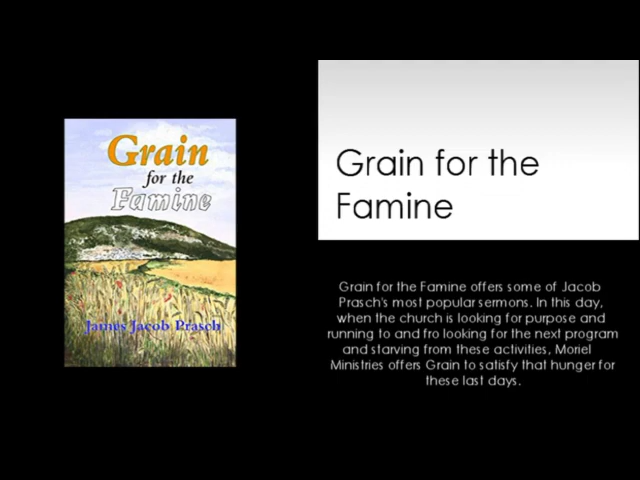 Grain
for the
Famine
James Jacob Prasch
Grain for the
Famine
Grain for the Famine offers some of Jacob
Prasch's most popular sermons. In this day,
when the church is looking for purpose and
running to and fro looking for the next program
and starving from these activities, Moriel
Ministries offers Grain to satisfy that hunger for
these last days.